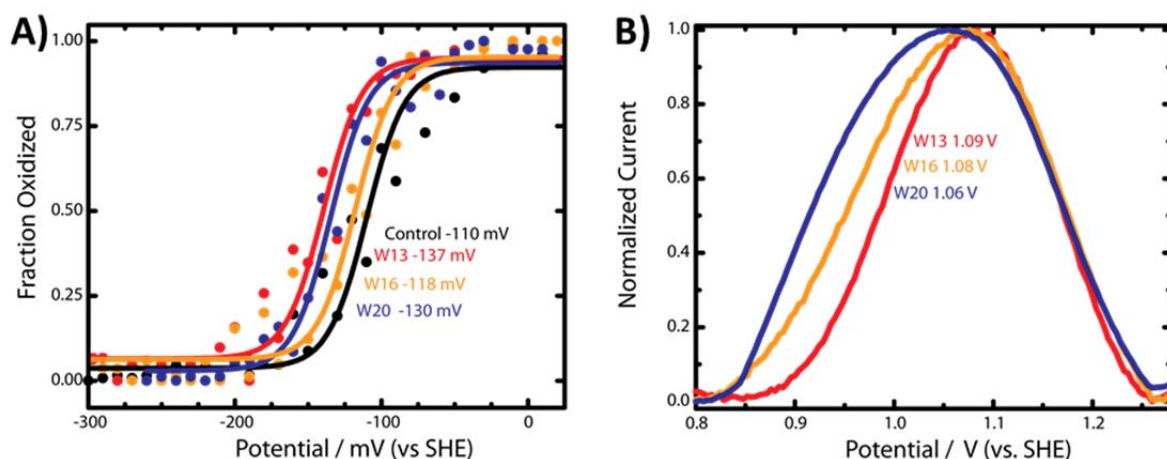 A)
Fraction Oxidized
1.00
0.75
0.50
0.25
0.00
Control -110 mV
W13 -137 mV
W16 -118 mV
W20 -130 mV
-300
-200
-100
0
Potential / mV (vs SHE)
B)
Normalized Current
1.0
0.8
0.6
0.4
0.2
0.0
W13 1.09 V
W16 1.08 V
W20 1.06 V
0.8
0.9
1.0
1.1
1.2
Potential / V (vs. SHE)